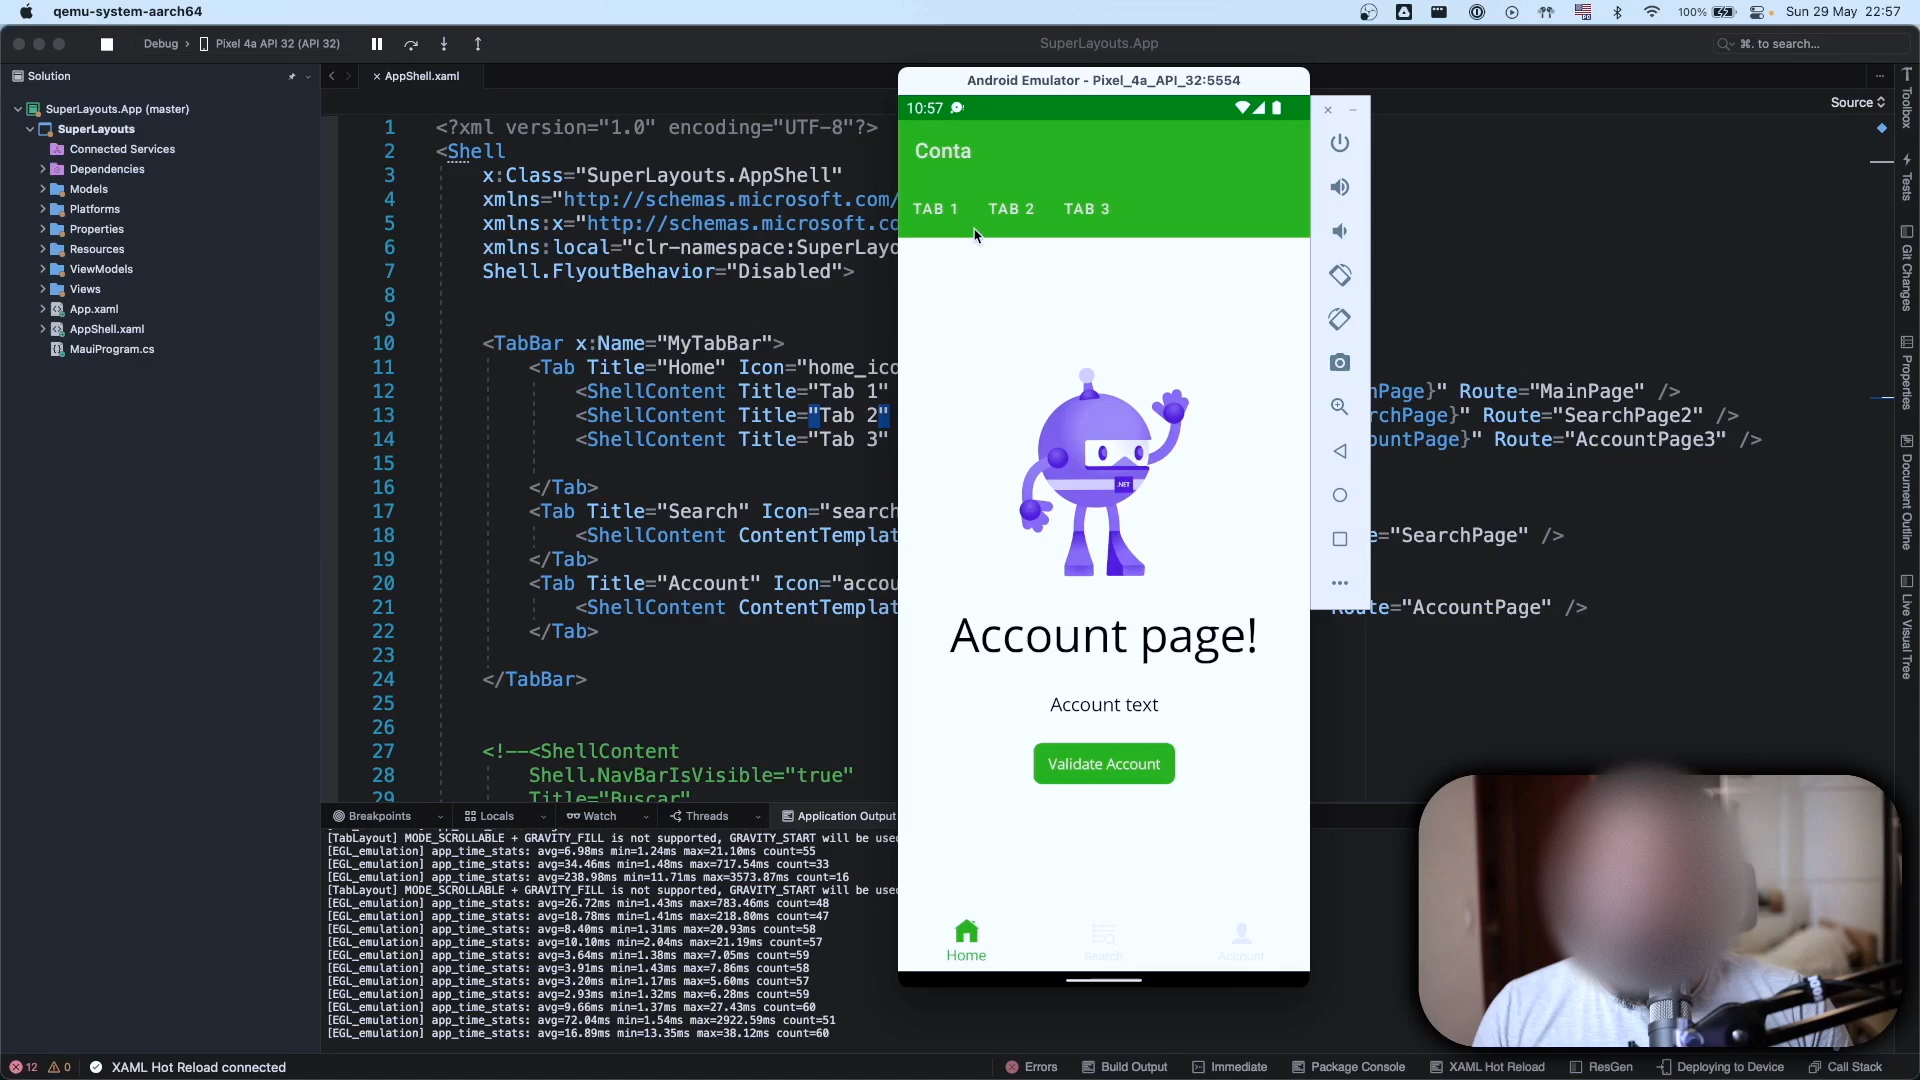 qemu-system-aarch64
100%
Sun 29 May 22:57
Debug
Pixel 4a API 32 (API 32)
SuperLayouts.App
⌘. to search...
Solution
AppShell.xaml
Source
SuperLayouts.App (master)
SuperLayouts
Connected Services
Dependencies
Models
Platforms
Properties
Resources
ViewModels
Views
App.xaml
AppShell.xaml
MauiProgram.cs
1 <?xml version="1.0" encoding="UTF-8"?>
2 <Shell
3 x:Class="SuperLayouts.AppShell"
4 xmlns="http://schemas.microsoft.com/
5 xmlns:x="http://schemas.microsoft.co
6 xmlns:local="clr-namespace:SuperLayo
7 Shell.FlyoutBehavior="Disabled">
8
9
10 <TabBar x:Name="MyTabBar">
11 <Tab Title="Home" Icon="home_ico
12 <ShellContent Title="Tab 1" nPage}" Route="MainPage" />
13 <ShellContent Title="Tab 2" rchPage}" Route="SearchPage2" />
14 <ShellContent Title="Tab 3" ountPage}" Route="AccountPage3" />
15
16 </Tab>
17 <Tab Title="Search" Icon="search
18 <ShellContent ContentTemplat e="SearchPage" />
19 </Tab>
20 <Tab Title="Account" Icon="accou
21 <ShellContent ContentTemplat Route="AccountPage" />
22 </Tab>
23
24 </TabBar>
25
26
27 <!--<ShellContent
28 Shell.NavBarIsVisible="true"
29 Title="Buscar"
Android Emulator - Pixel_4a_API_32:5554
10:57
Conta
TAB 1 TAB 2 TAB 3
.NET
Account page!
Account text
Validate Account
Home
Search
Account
Toolbox
Tests
Git Changes
Properties
Document Outline
Live Visual Tree
Breakpoints
Locals
Watch
Threads
Application Output
[TabLayout] MODE_SCROLLABLE + GRAVITY_FILL is not supported, GRAVITY_START will be used
[EGL_emulation] app_time_stats: avg=6.98ms min=1.24ms max=21.10ms count=55
[EGL_emulation] app_time_stats: avg=34.46ms min=1.48ms max=717.54ms count=33
[EGL_emulation] app_time_stats: avg=238.98ms min=11.71ms max=3573.87ms count=16
[TabLayout] MODE_SCROLLABLE + GRAVITY_FILL is not supported, GRAVITY_START will be used
[EGL_emulation] app_time_stats: avg=26.72ms min=1.43ms max=783.46ms count=48
[EGL_emulation] app_time_stats: avg=18.78ms min=1.41ms max=218.80ms count=47
[EGL_emulation] app_time_stats: avg=8.40ms min=1.31ms max=20.93ms count=58
[EGL_emulation] app_time_stats: avg=10.10ms min=2.04ms max=21.19ms count=57
[EGL_emulation] app_time_stats: avg=3.64ms min=1.38ms max=7.05ms count=59
[EGL_emulation] app_time_stats: avg=3.91ms min=1.43ms max=7.86ms count=58
[EGL_emulation] app_time_stats: avg=3.20ms min=1.17ms max=5.60ms count=57
[EGL_emulation] app_time_stats: avg=2.93ms min=1.32ms max=6.28ms count=59
[EGL_emulation] app_time_stats: avg=9.66ms min=1.37ms max=27.43ms count=60
[EGL_emulation] app_time_stats: avg=72.04ms min=1.54ms max=2922.59ms count=51
[EGL_emulation] app_time_stats: avg=16.89ms min=13.35ms max=38.12ms count=60
12 0 XAML Hot Reload connected
Errors
Build Output
Immediate
Package Console
XAML Hot Reload
ResGen
Deploying to Device
Call Stack